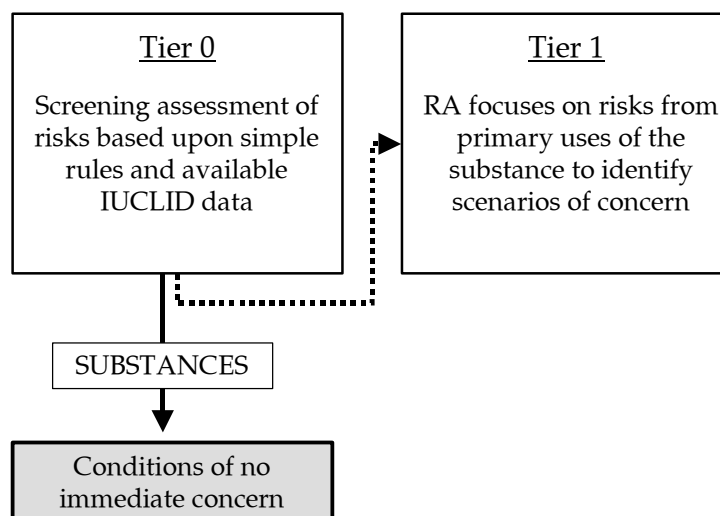 Tier 0
Screening assessment of
risks based upon simple
rules and available
IUCLID data
Tier 1
RA focuses on risks from
primary uses of the
substance to identify
scenarios of concern
SUBSTANCES
Conditions of no
immediate concern